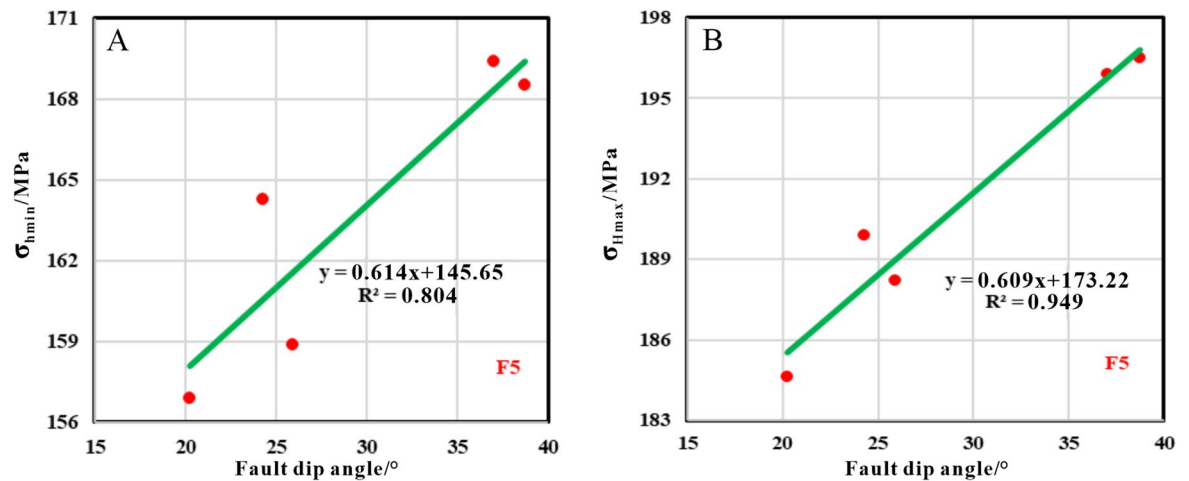 A
171
168
165
162
159
156
σhmin/MPa
y = 0.614x+145.65
R² = 0.804
F5
15 20 25 30 35 40
Fault dip angle/°
B
198
195
192
189
186
183
σHmax/MPa
y = 0.609x+173.22
R² = 0.949
F5
15 20 25 30 35 40
Fault dip angle/°